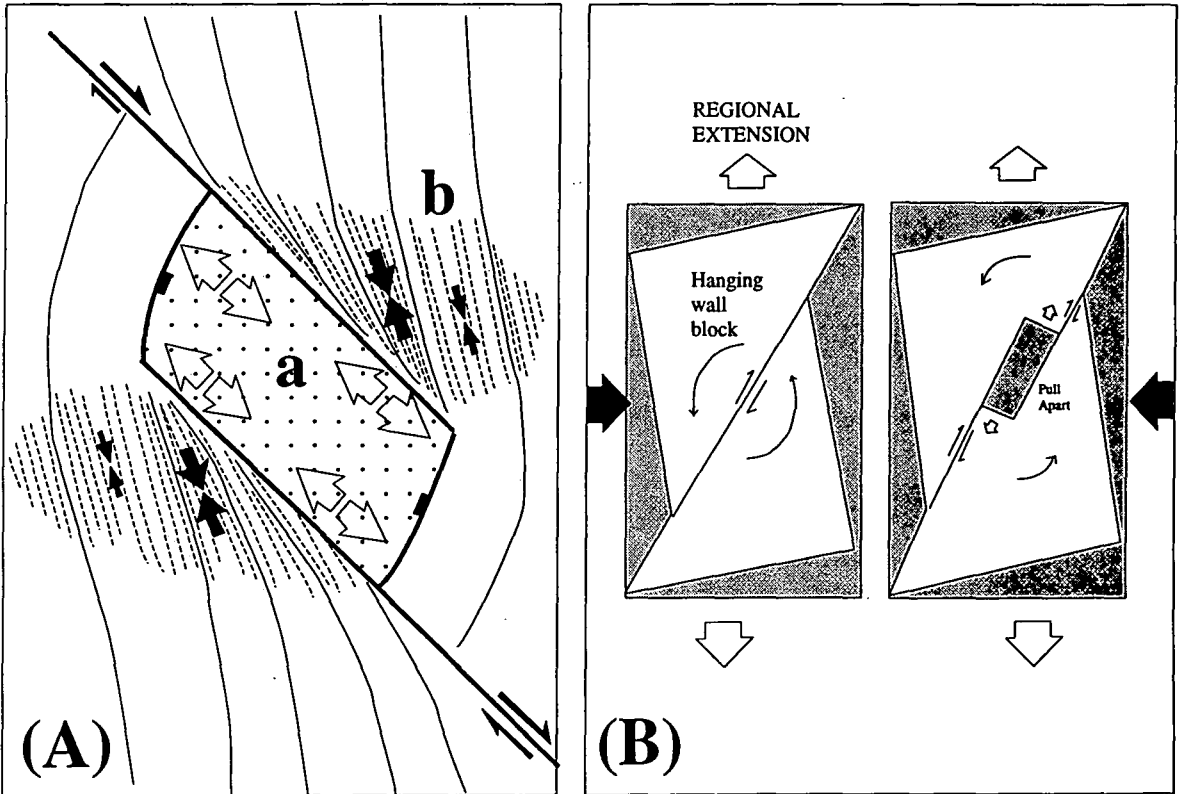 b
a
(A)
REGIONAL
EXTENSION
Hanging
wall
block
Pull
Apart
(B)